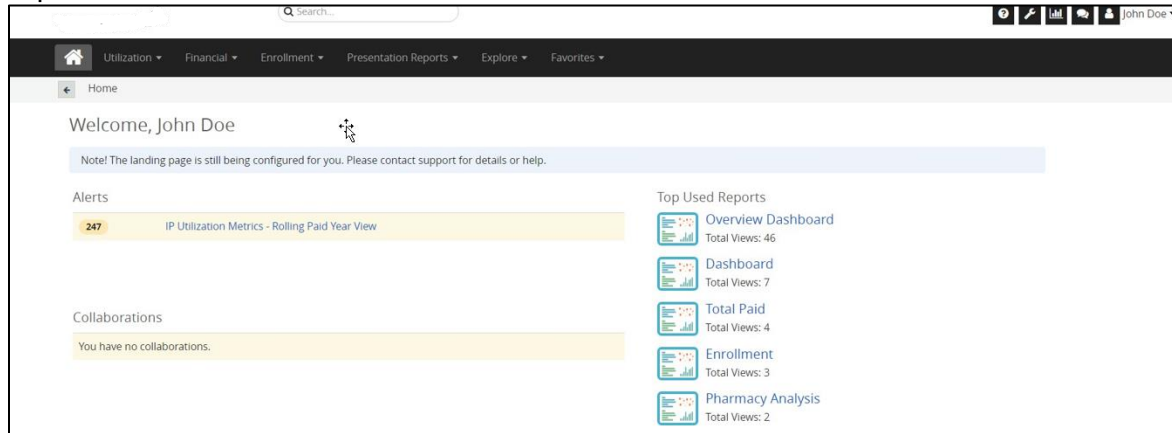 Search...
John Doe
Utilization Financial Enrollment Presentation Reports Explore Favorites
Home
Welcome, John Doe
Note! The landing page is still being configured for you. Please contact support for details or help.
Alerts
247 IP Utilization Metrics - Rolling Paid Year View
Collaborations
You have no collaborations.
Top Used Reports
Overview Dashboard
Total Views: 46
Dashboard
Total Views: 7
Total Paid
Total Views: 4
Enrollment
Total Views: 3
Pharmacy Analysis
Total Views: 2